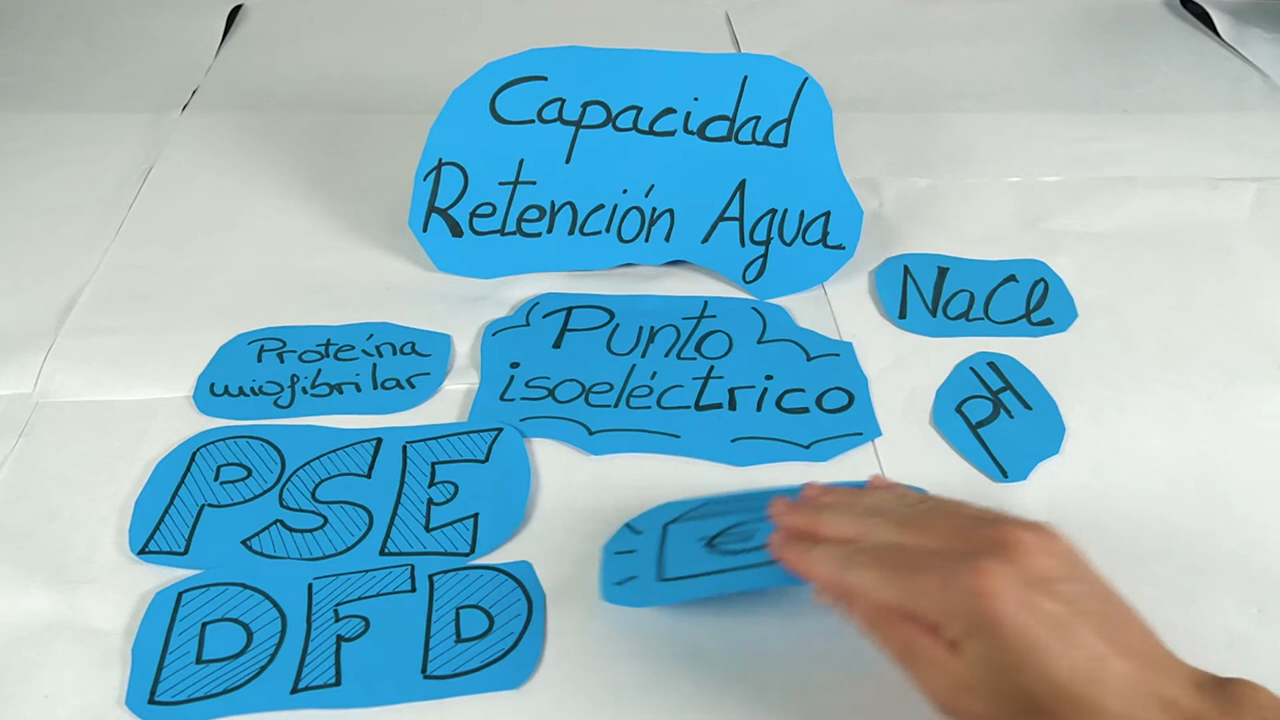 Capacidad
Retención Agua
NaCl
Punto
isoeléctrico
Proteína
miofibrilar
pH
PSE
DFD
€